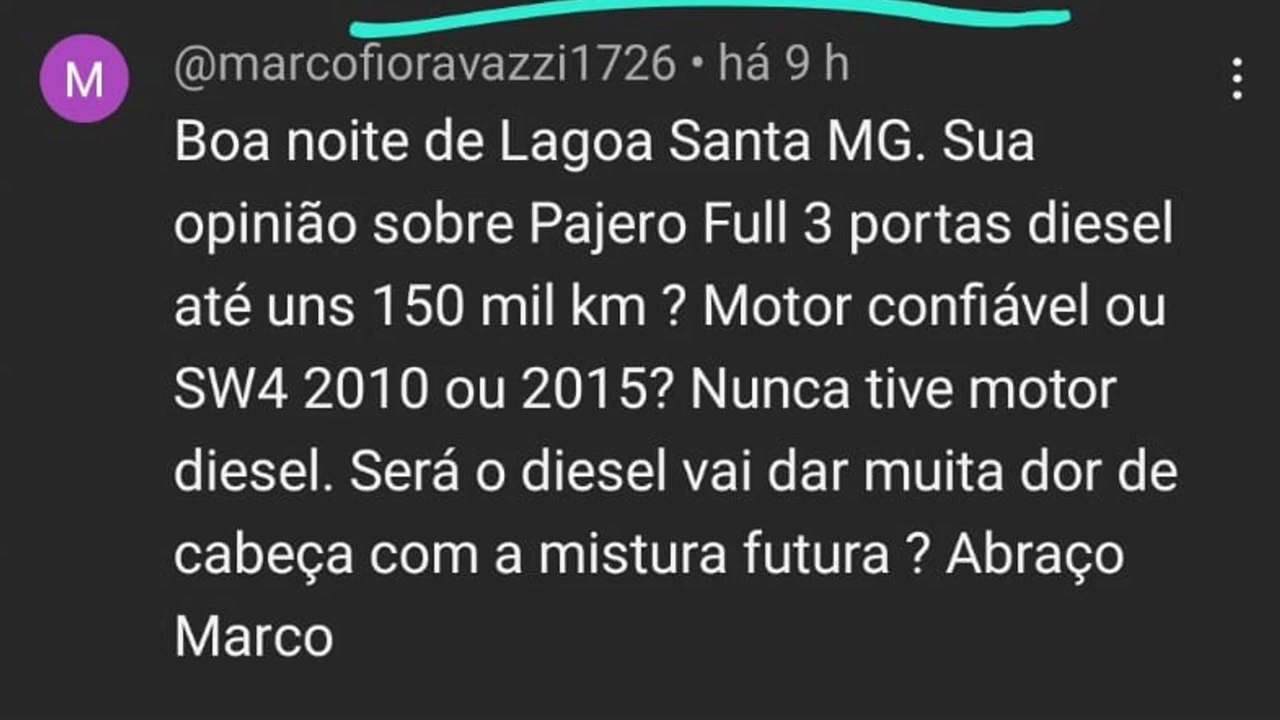 M
@marcofioravazzi1726 • há 9 h
Boa noite de Lagoa Santa MG. Sua
opinião sobre Pajero Full 3 portas diesel
até uns 150 mil km ? Motor confiável ou
SW4 2010 ou 2015? Nunca tive motor
diesel. Será o diesel vai dar muita dor de
cabeça com a mistura futura ? Abraço
Marco